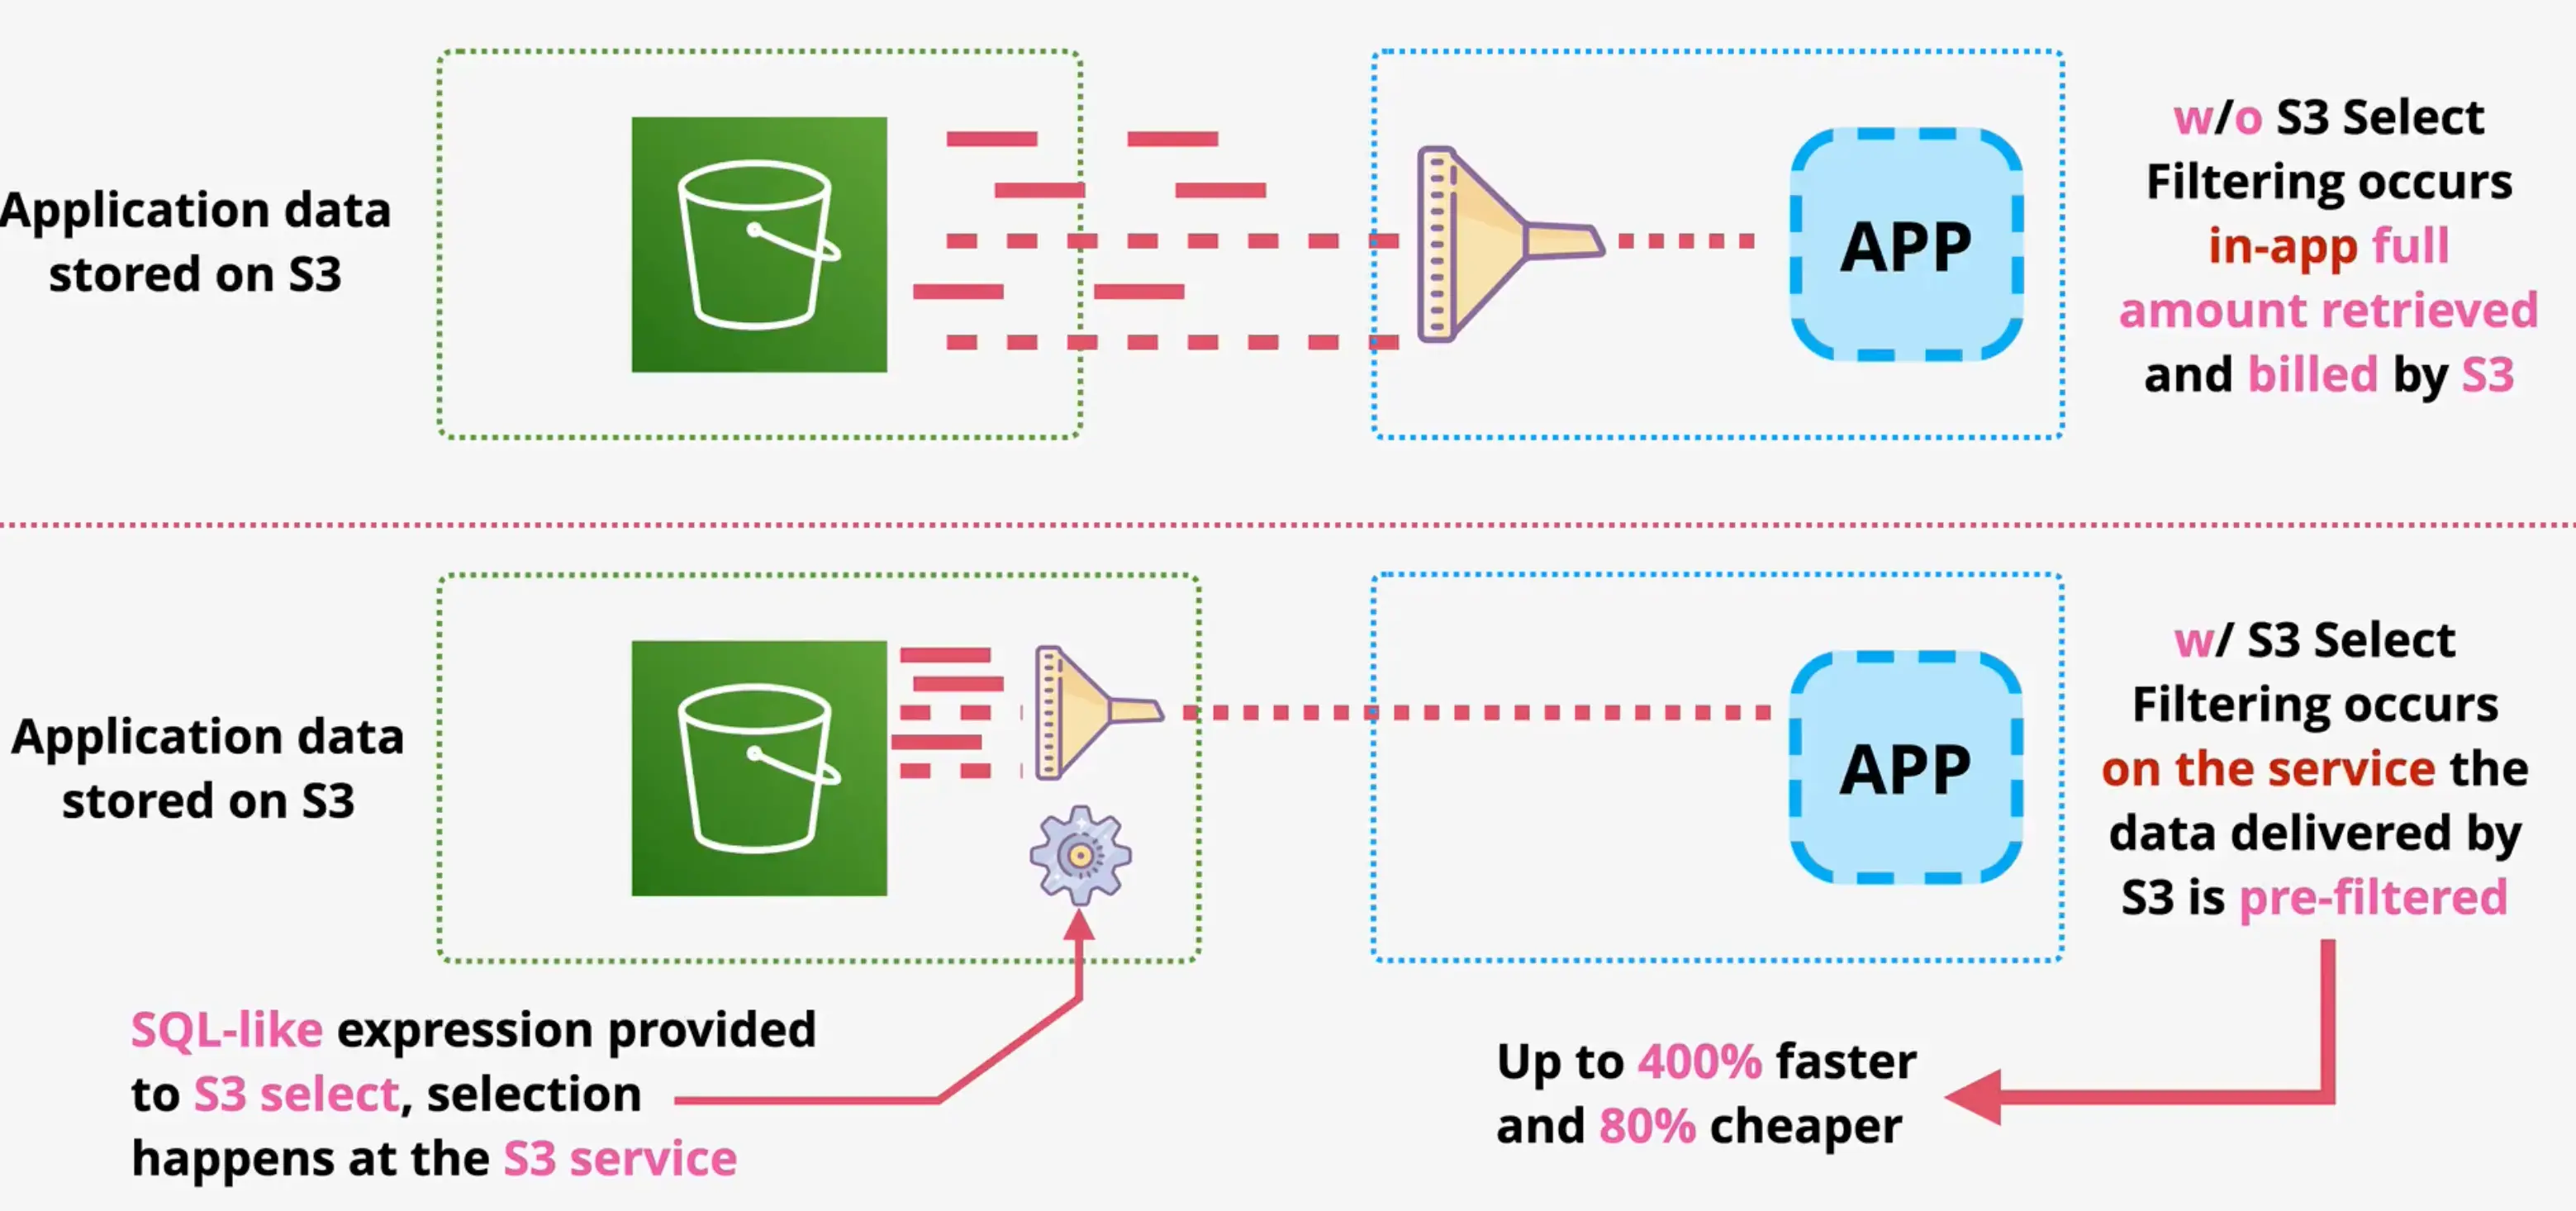 Application data
stored on S3
APP
w/o S3 Select
Filtering occurs
in-app full
amount retrieved
and billed by S3
Application data
stored on S3
APP
w/ S3 Select
Filtering occurs
on the service the
data delivered by
S3 is pre-filtered
SQL-like expression provided
to S3 select, selection
happens at the S3 service
Up to 400% faster
and 80% cheaper